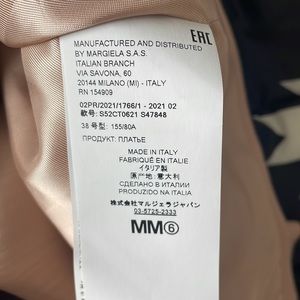 EAC
MANUFACTURED AND DISTRIBUTED
BY MARGIELA S.A.S.
ITALIAN BRANCH
VIA SAVONA, 60
20144 MILANO (MI) - ITALY
RN 154909
02PR/2021/1766/1 - 2021 02
款号: S52CT0621 S47848
38 号型: 155/80A
ПРОДУКТ: ПЛАТЬЕ
MADE IN ITALY
FABRIQUÉ EN ITALIE
イタリア製
原产地: 意大利
СДЕЛАНО В ИТАЛИИ
PRODUZIDO NA ITALIA
株式会社マルジェラジャパン
03-5725-2333
MM⑥